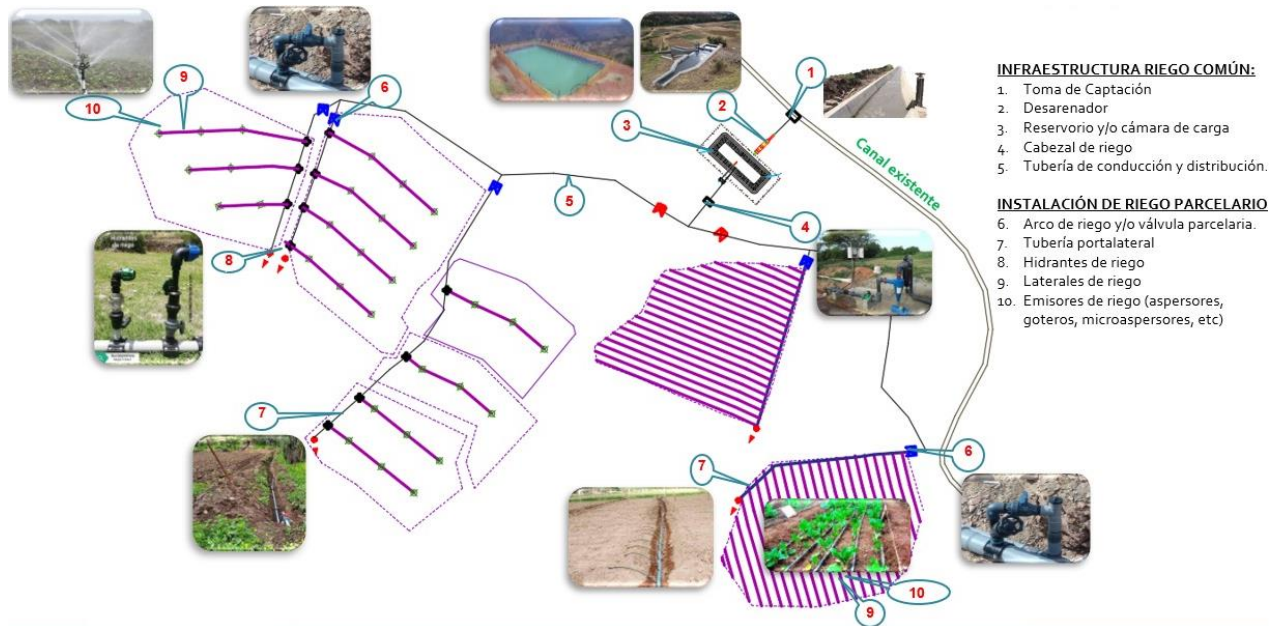 9
10
6
1
2
3
Canal existente
5
4
8
Hidrantes
de riego
7
7
6
10
9
INFRAESTRUCTURA RIEGO COMÚN:
1. Toma de Captación
2. Desarenador
3. Reservorio y/o cámara de carga
4. Cabezal de riego
5. Tubería de conducción y distribución.
INSTALACIÓN DE RIEGO PARCELARIO
6. Arco de riego y/o válvula parcelaria.
7. Tubería portalateral
8. Hidrantes de riego
9. Laterales de riego
10. Emisores de riego (aspersores,
goteros, microaspersores, etc)